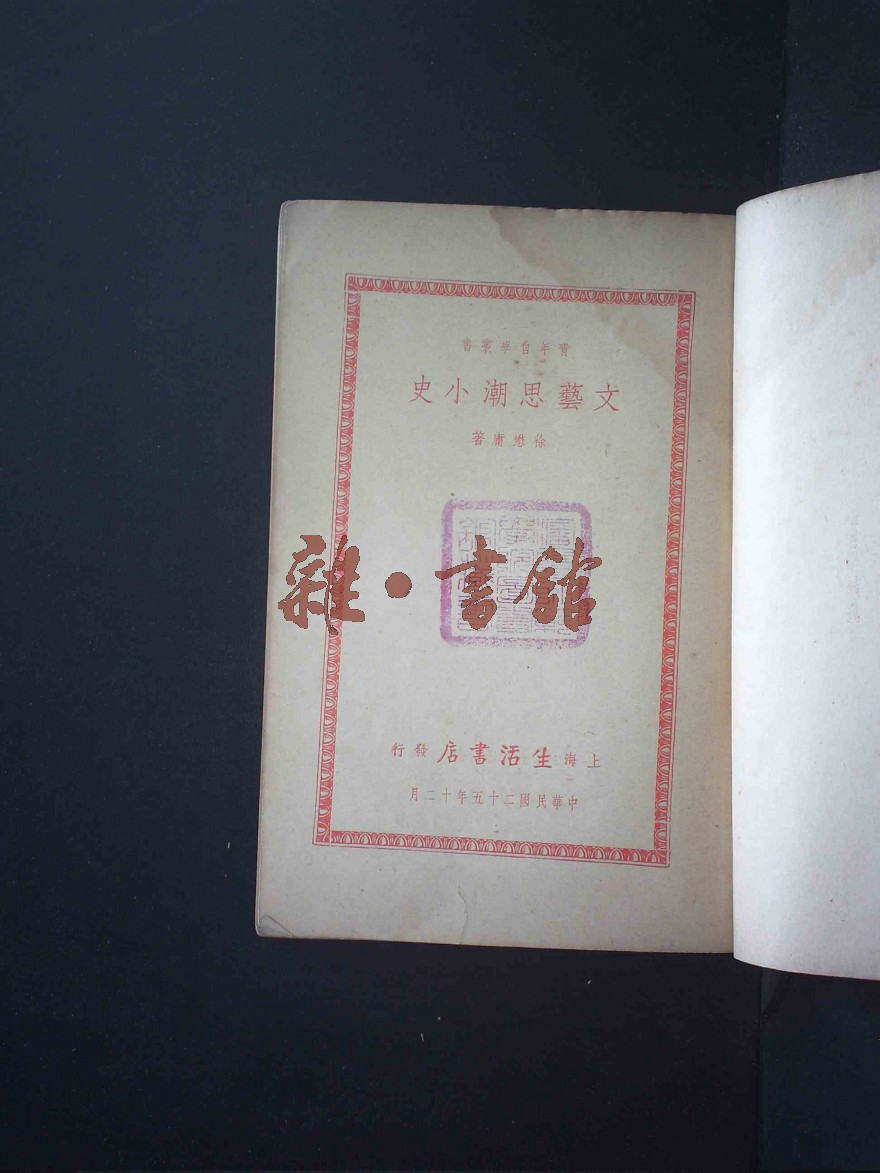 青年自學叢書
文藝思潮小史
徐懋庸著
雜·書館
上海生活書店發行
中華民國二十五年十二月